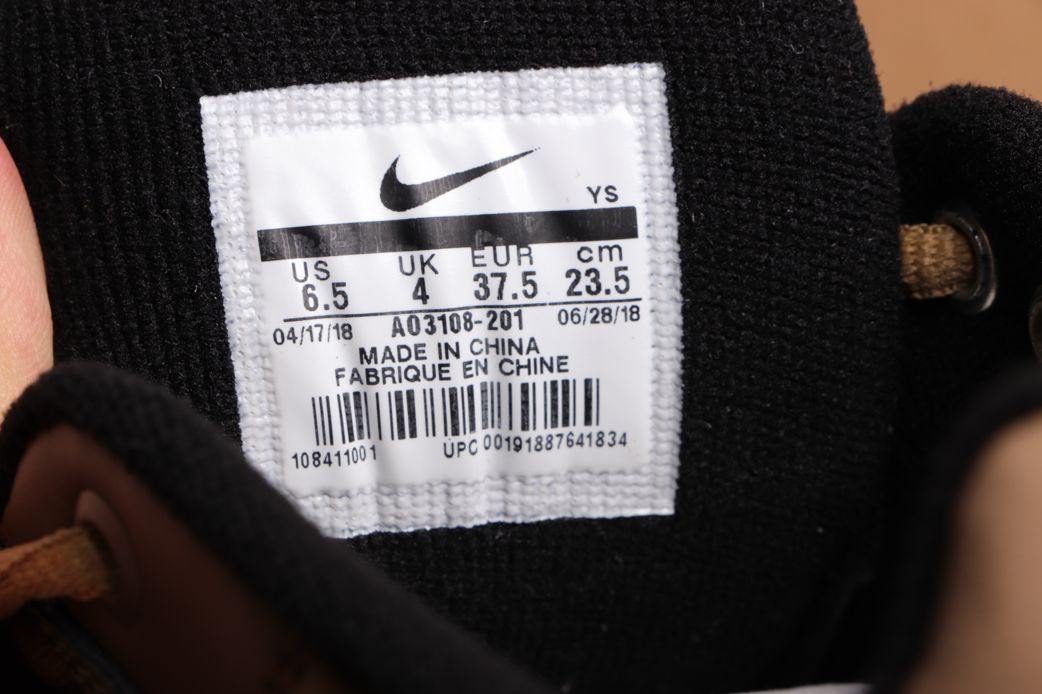 YS
US UK EUR cm
6.5 4 37.5 23.5
04/17/18 AO3108-201 06/28/18
MADE IN CHINA
FABRIQUE EN CHINE
108411001 UPC 00191887641834